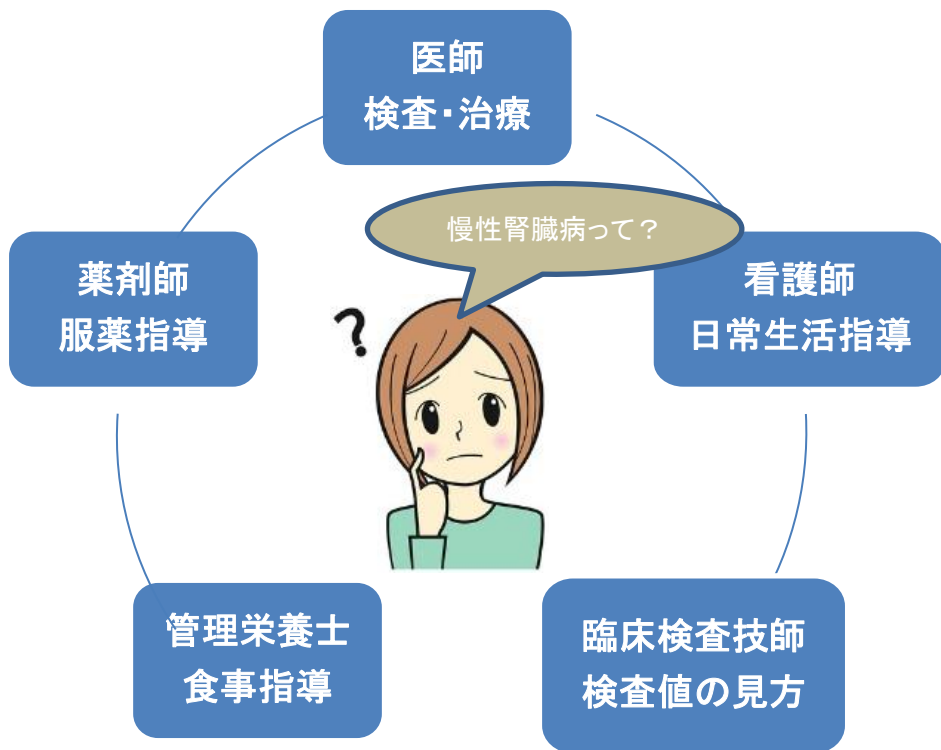 医師
検査・治療
慢性腎臓病って？
薬剤師
服薬指導
看護師
日常生活指導
?
管理栄養士
食事指導
臨床検査技師
検査値の見方